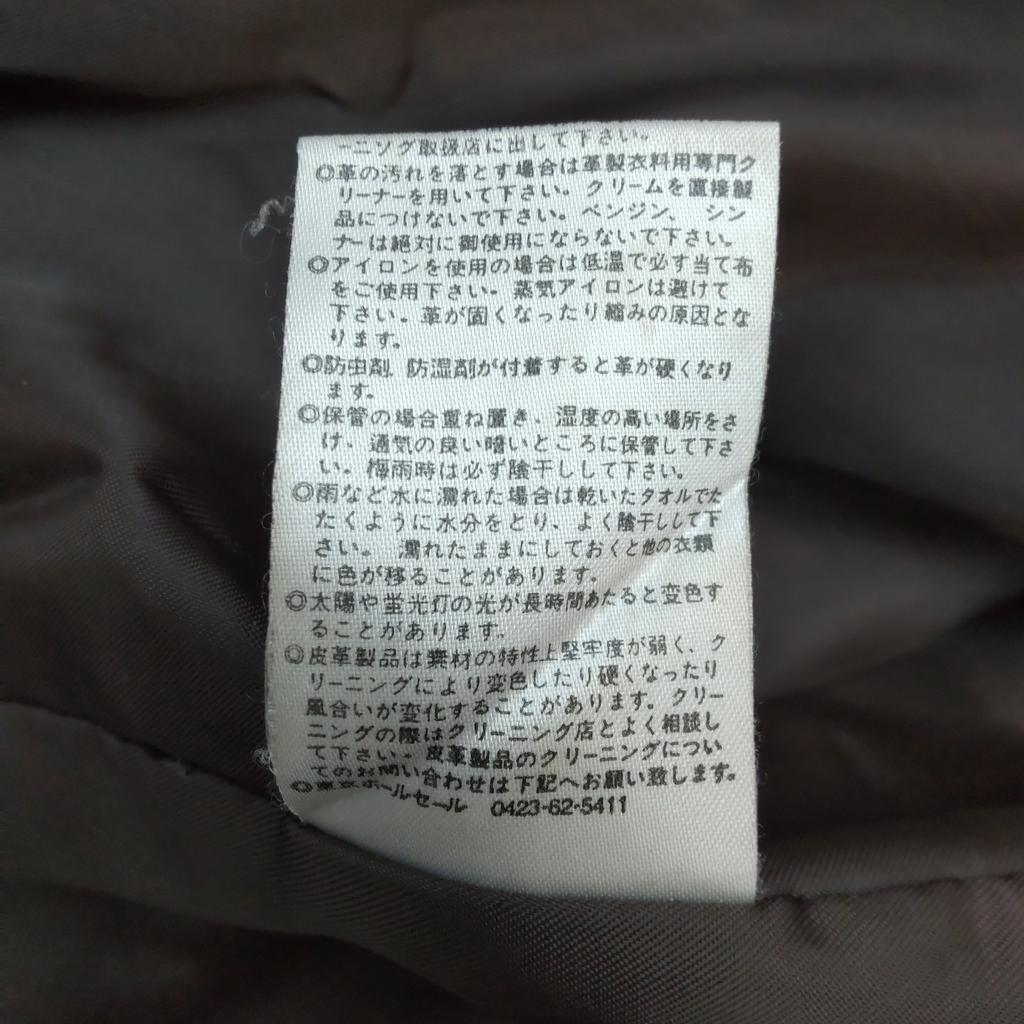 ーニング取扱店に出して下さい。
◎革の汚れを落とす場合は革製衣料用専門ク
リーナーを用いて下さい。クリームを直接製
品につけないで下さい。ベンジン、シン
ナーは絶対に御使用にならないで下さい。
◎アイロンを使用の場合は低温で必ず当て布
をご使用下さい。蒸気アイロンは避けて
下さい。革が固くなったり縮みの原因とな
ります。
◎防虫剤、防湿剤が付着すると革が硬くなり
ます。
◎保管の場合重ね置き、湿度の高い場所をさ
け、通気の良い暗いところに保管して下さ
い。梅雨時は必ず陰干しして下さい。
◎雨など水に濡れた場合は乾いたタオルでた
たくように水分をとり、よく陰干しして下
さい。濡れたままにしておくと他の衣類
に色が移ることがあります。
◎太陽や蛍光灯の光が長時間あたると変色す
ることがあります。
◎皮革製品は素材の特性上堅牢度が弱く、ク
リーニングにより変色したり硬くなったり
風合いが変化することがあります。クリー
ニングの際はクリーニング店とよく相談し
て下さい。皮革製品のクリーニングについ
てのお問い合わせは下記へお願い致します。
◎東京ホールセール 0423-62-5411